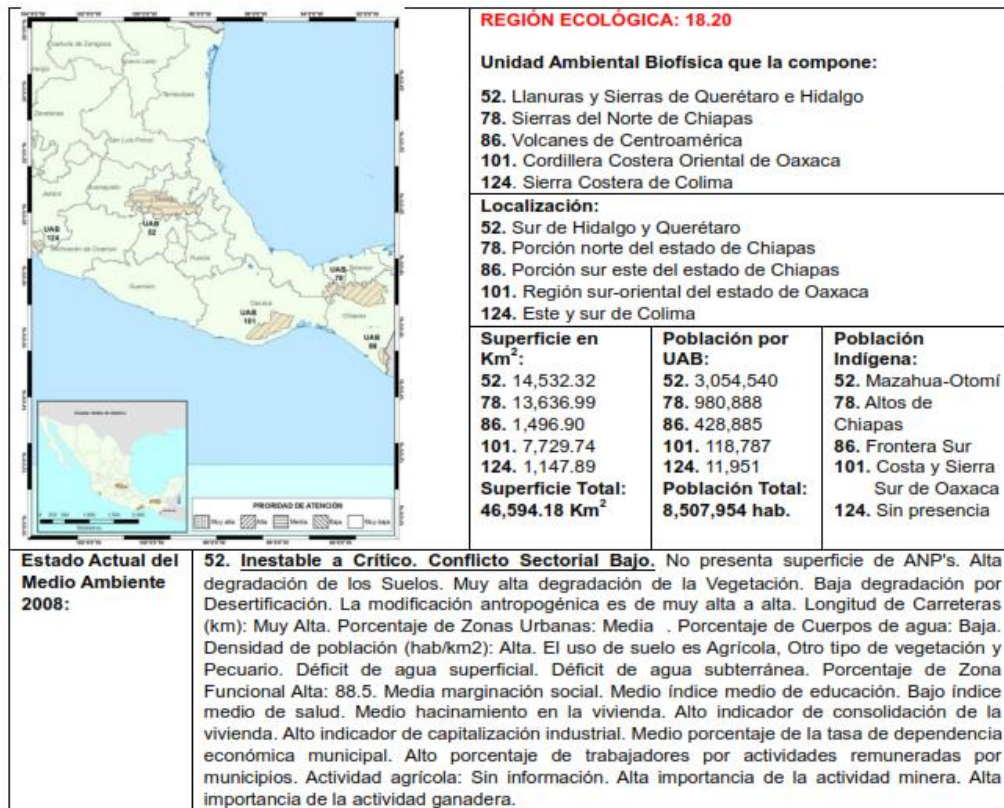 REGIÓN ECOLÓGICA: 18.20
Unidad Ambiental Biofísica que la compone:
52. Llanuras y Sierras de Querétaro e Hidalgo
78. Sierras del Norte de Chiapas
86. Volcanes de Centroamérica
101. Cordillera Costera Oriental de Oaxaca
124. Sierra Costera de Colima
Localización:
52. Sur de Hidalgo y Querétaro
78. Porción norte del estado de Chiapas
86. Porción sur este del estado de Chiapas
101. Región sur-oriental del estado de Oaxaca
124. Este y sur de Colima
Superficie en
Km2:
52. 14,532.32
78. 13,636.99
86. 1,496.90
101. 7,729.74
124. 1,147.89
Superficie Total:
46,594.18 Km2
Población por
UAB:
52. 3,054,540
78. 980,888
86. 428,885
101. 118,787
124. 11,951
Población Total:
8,507,954 hab.
Población
Indígena:
52. Mazahua-Otomí
78. Altos de
Chiapas
86. Frontera Sur
101. Costa y Sierra
Sur de Oaxaca
124. Sin presencia
Tamaulipas
San Luis Potosí
Guanajuato
Jalisco
Michoacán de Ocampo
Puebla
Guerrero
Oaxaca
Tabasco
Chiapas
UAB
124
UAB
52
UAB
78
UAB
101
UAB
86
PRIORIDAD DE ATENCIÓN
Muy alta Alta Media Baja Muy baja
Estado Actual del
Medio Ambiente
2008:
52. Inestable a Crítico. Conflicto Sectorial Bajo. No presenta superficie de ANP's. Alta
degradación de los Suelos. Muy alta degradación de la Vegetación. Baja degradación por
Desertificación. La modificación antropogénica es de muy alta a alta. Longitud de Carreteras
(km): Muy Alta. Porcentaje de Zonas Urbanas: Media . Porcentaje de Cuerpos de agua: Baja.
Densidad de población (hab/km2): Alta. El uso de suelo es Agrícola, Otro tipo de vegetación y
Pecuario. Déficit de agua superficial. Déficit de agua subterránea. Porcentaje de Zona
Funcional Alta: 88.5. Media marginación social. Medio índice medio de educación. Bajo índice
medio de salud. Medio hacinamiento en la vivienda. Alto indicador de consolidación de la
vivienda. Alto indicador de capitalización industrial. Medio porcentaje de la tasa de dependencia
económica municipal. Alto porcentaje de trabajadores por actividades remuneradas por
municipios. Actividad agrícola: Sin información. Alta importancia de la actividad minera. Alta
importancia de la actividad ganadera.